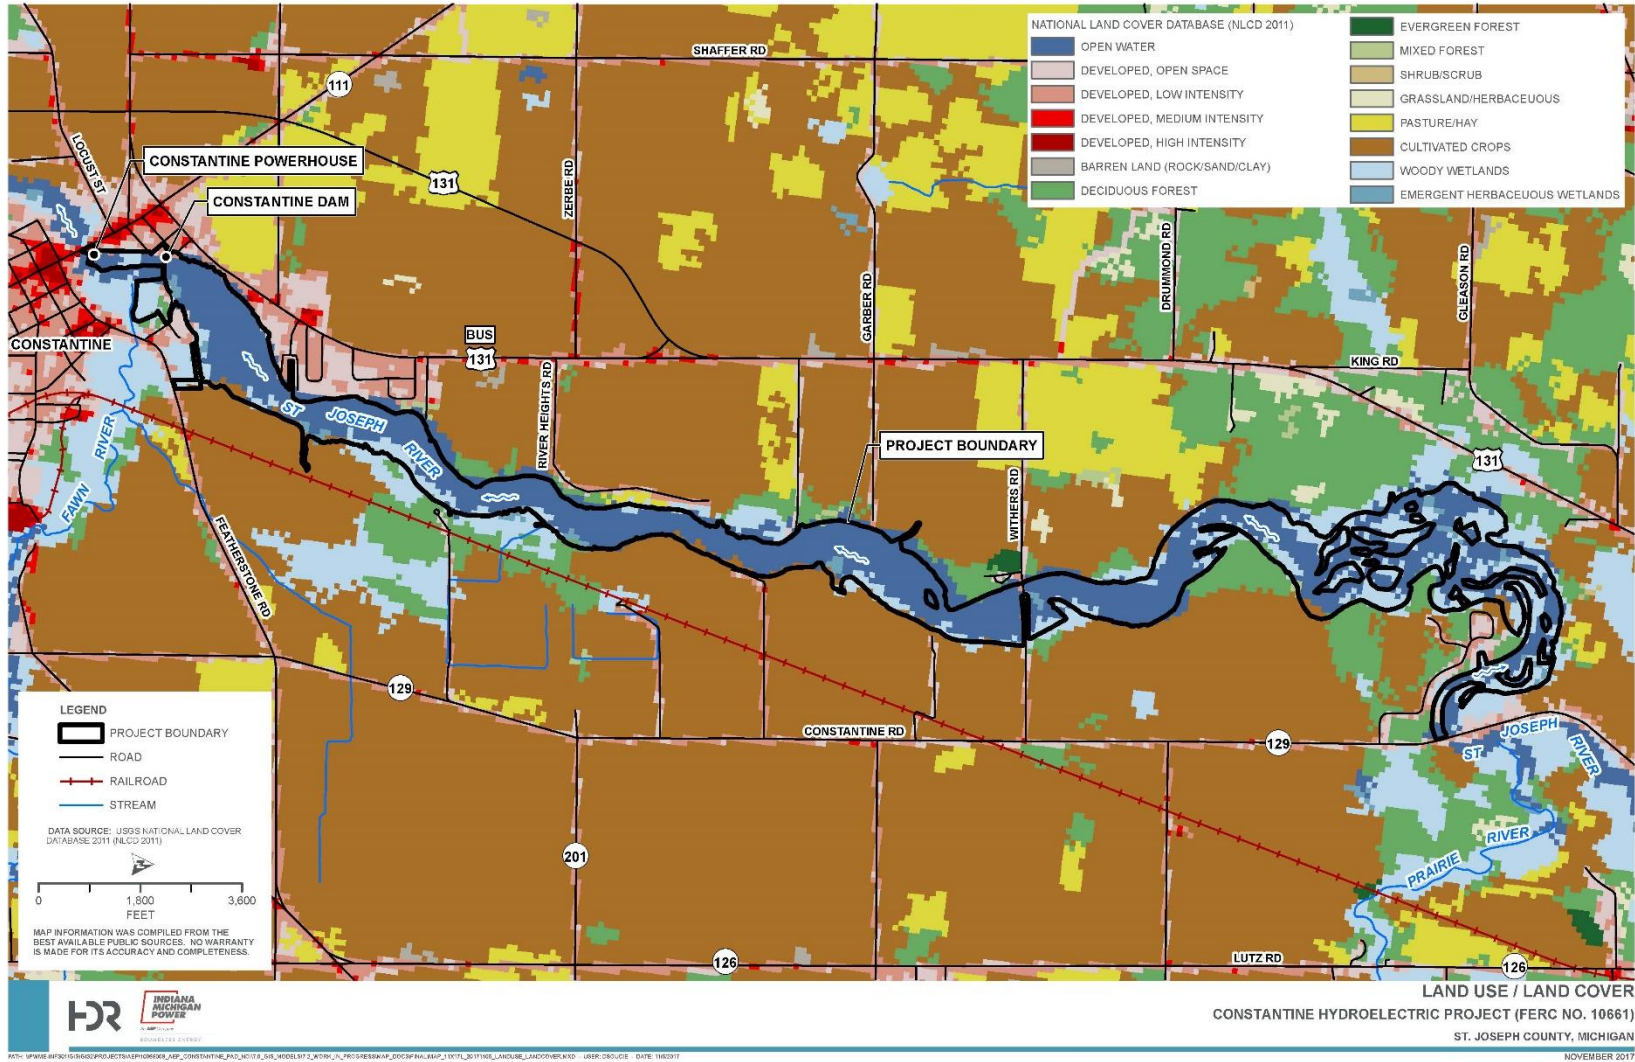 NATIONAL LAND COVER DATABASE (NLCD 2011)
OPEN WATER
DEVELOPED, OPEN SPACE
DEVELOPED, LOW INTENSITY
DEVELOPED, MEDIUM INTENSITY
DEVELOPED, HIGH INTENSITY
BARREN LAND (ROCK/SAND/CLAY)
DECIDUOUS FOREST
EVERGREEN FOREST
MIXED FOREST
SHRUB/SCRUB
GRASSLAND/HERBACEUOUS
PASTURE/HAY
CULTIVATED CROPS
WOODY WETLANDS
EMERGENT HERBACEUOUS WETLANDS
SHAFFER RD
111
LOCUST ST
CONSTANTINE POWERHOUSE
CONSTANTINE DAM
131
ZERBE RD
GARBER RD
DRUMMOND RD
GLEASON RD
CONSTANTINE
BUS
131
KING RD
RIVER HEIGHTS RD
ST JOSEPH RIVER
PROJECT BOUNDARY
WITHERS RD
131
FAWN RIVER
FEATHERSTONE RD
129
CONSTANTINE RD
129
ST JOSEPH RIVER
PRAIRIE RIVER
201
126
LUTZ RD
126
LEGEND
PROJECT BOUNDARY
ROAD
RAILROAD
STREAM
DATA SOURCE: USGS NATIONAL LAND COVER
DATABASE 2011 (NLCD 2011)
0 1,800 3,600
FEET
MAP INFORMATION WAS COMPILED FROM THE
BEST AVAILABLE PUBLIC SOURCES. NO WARRANTY
IS MADE FOR ITS ACCURACY AND COMPLETENESS.
HDR
INDIANA
MICHIGAN
POWER
BOUNDLESS ENERGY
LAND USE / LAND COVER
CONSTANTINE HYDROELECTRIC PROJECT (FERC NO. 10661)
ST. JOSEPH COUNTY, MICHIGAN
NOVEMBER 2017